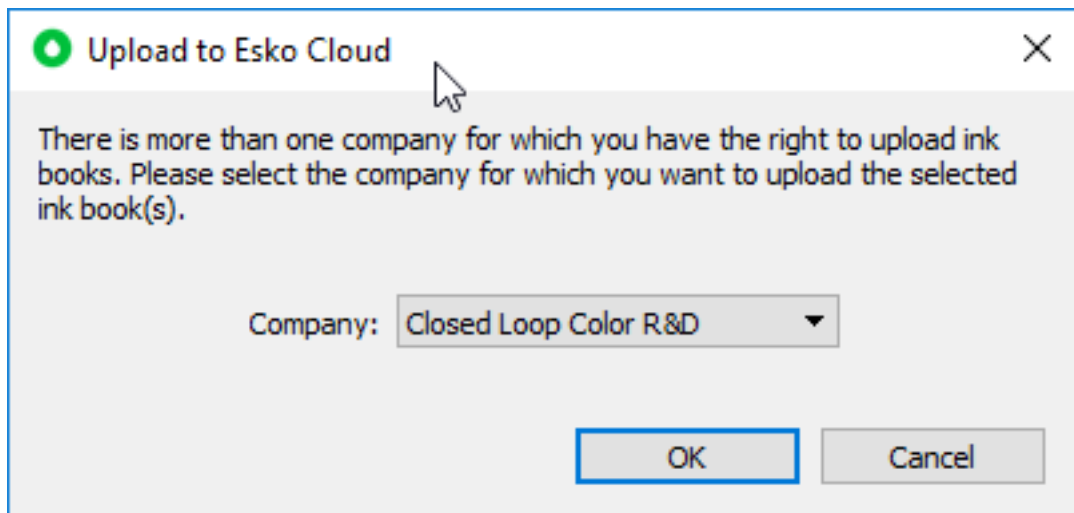 Upload to Esko Cloud
There is more than one company for which you have the right to upload ink
books. Please select the company for which you want to upload the selected
ink book(s).
Company: Closed Loop Color R&D
OK Cancel